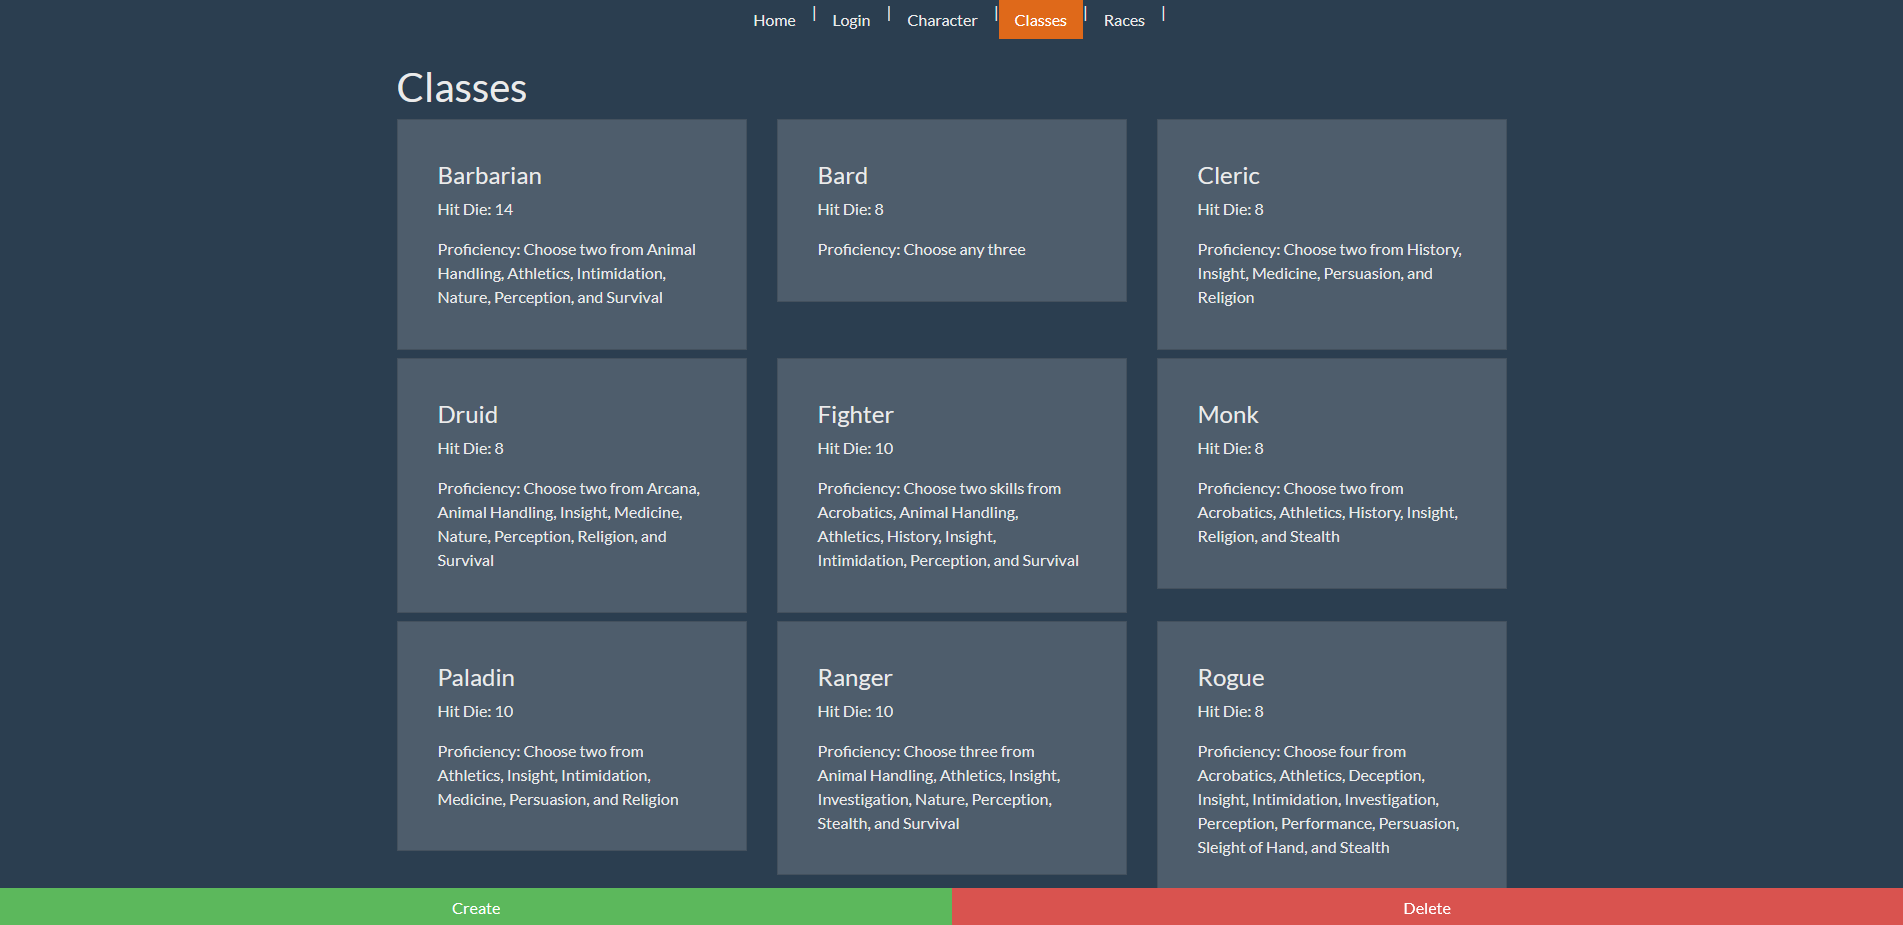 Home | Login | Character | Classes | Races |
Classes
Barbarian
Hit Die: 14
Proficiency: Choose two from Animal
Handling, Athletics, Intimidation,
Nature, Perception, and Survival
Bard
Hit Die: 8
Proficiency: Choose any three
Cleric
Hit Die: 8
Proficiency: Choose two from History,
Insight, Medicine, Persuasion, and
Religion
Druid
Hit Die: 8
Proficiency: Choose two from Arcana,
Animal Handling, Insight, Medicine,
Nature, Perception, Religion, and
Survival
Fighter
Hit Die: 10
Proficiency: Choose two skills from
Acrobatics, Animal Handling,
Athletics, History, Insight,
Intimidation, Perception, and Survival
Monk
Hit Die: 8
Proficiency: Choose two from
Acrobatics, Athletics, History, Insight,
Religion, and Stealth
Paladin
Hit Die: 10
Proficiency: Choose two from
Athletics, Insight, Intimidation,
Medicine, Persuasion, and Religion
Ranger
Hit Die: 10
Proficiency: Choose three from
Animal Handling, Athletics, Insight,
Investigation, Nature, Perception,
Stealth, and Survival
Rogue
Hit Die: 8
Proficiency: Choose four from
Acrobatics, Athletics, Deception,
Insight, Intimidation, Investigation,
Perception, Performance, Persuasion,
Sleight of Hand, and Stealth
Create
Delete